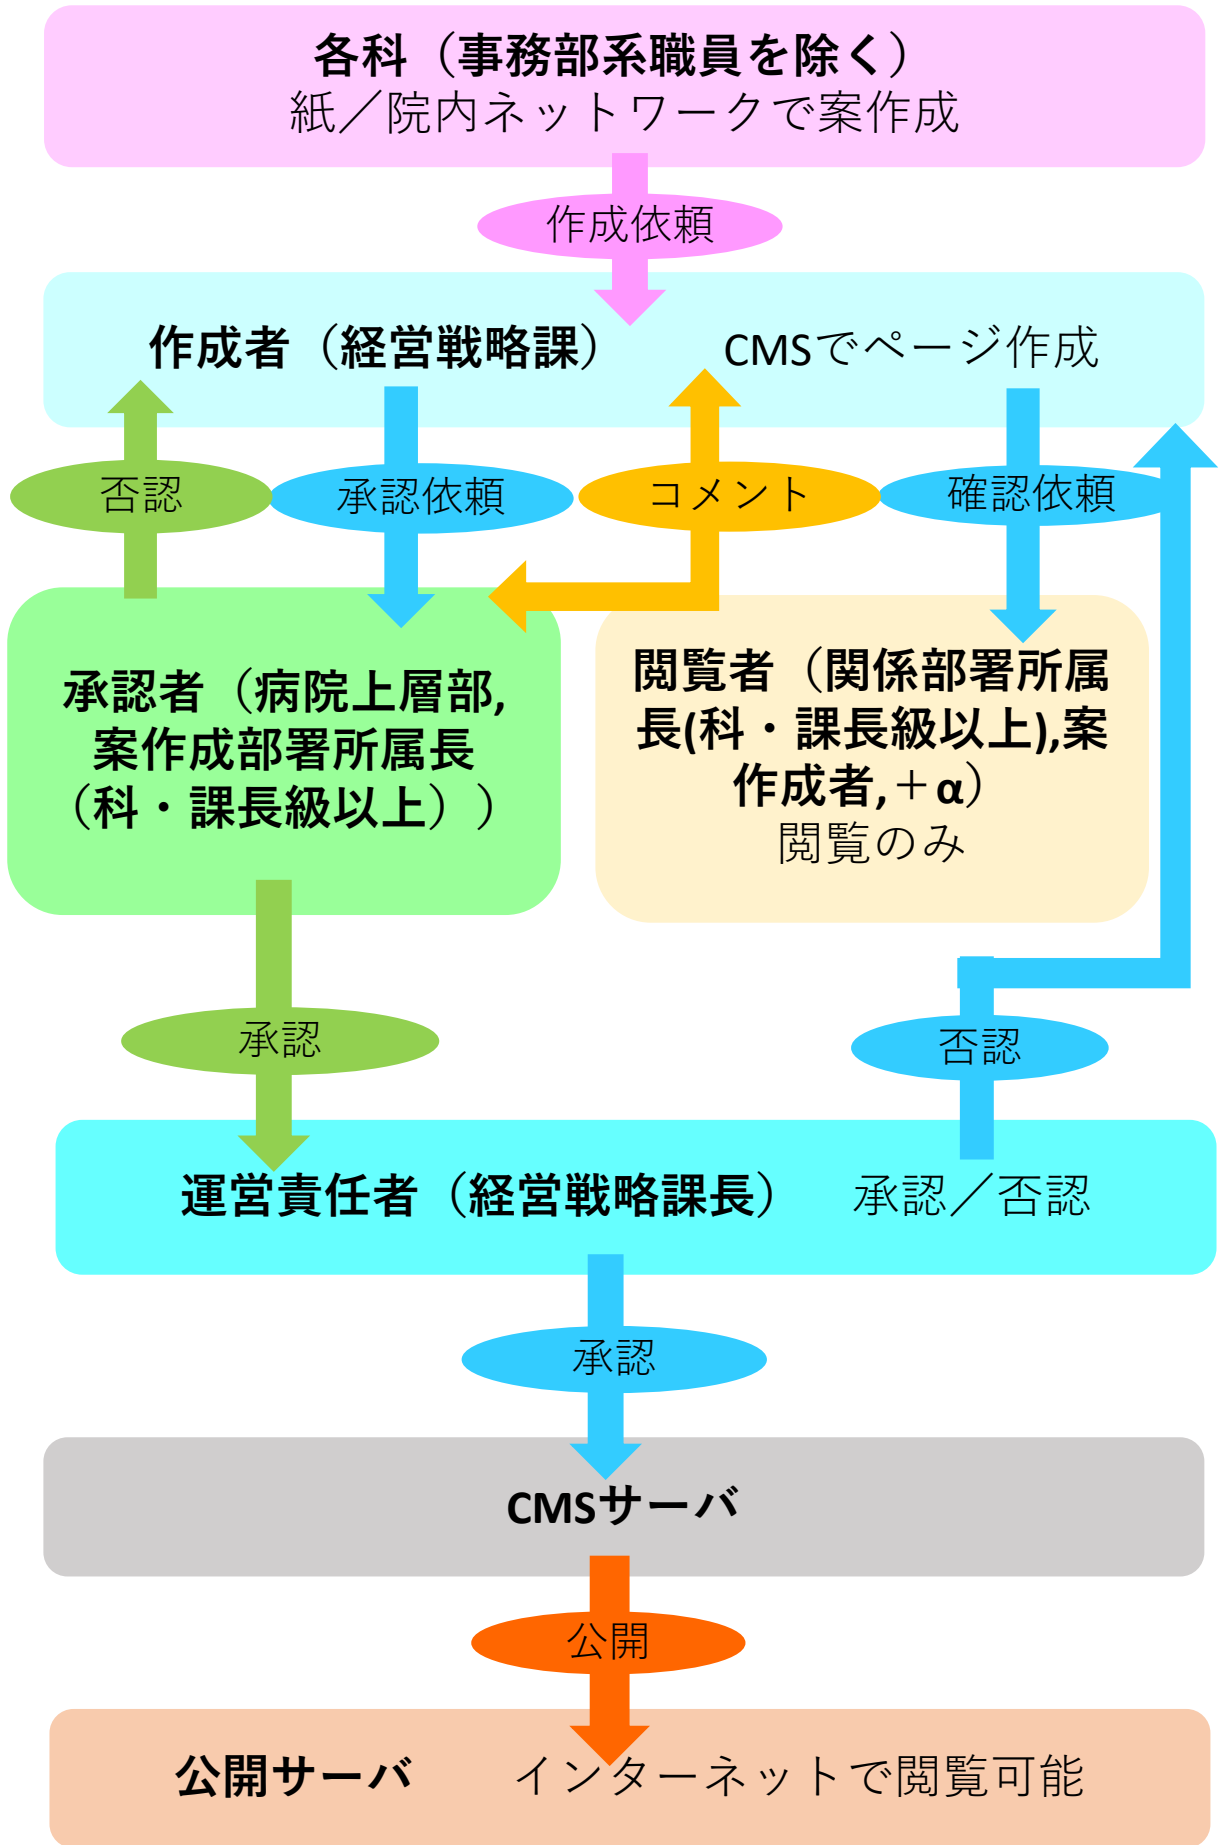 各科（事務部系職員を除く）
紙／院内ネットワークで案作成
作成依頼
作成者（経営戦略課）　CMSでページ作成
否認
承認依頼
コメント
確認依頼
承認者（病院上層部,
案作成部署所属長
（科・課長級以上））
閲覧者（関係部署所属
長(科・課長級以上),案
作成者,＋α）
閲覧のみ
承認
否認
運営責任者（経営戦略課長）　承認／否認
承認
CMSサーバ
公開
公開サーバ　インターネットで閲覧可能